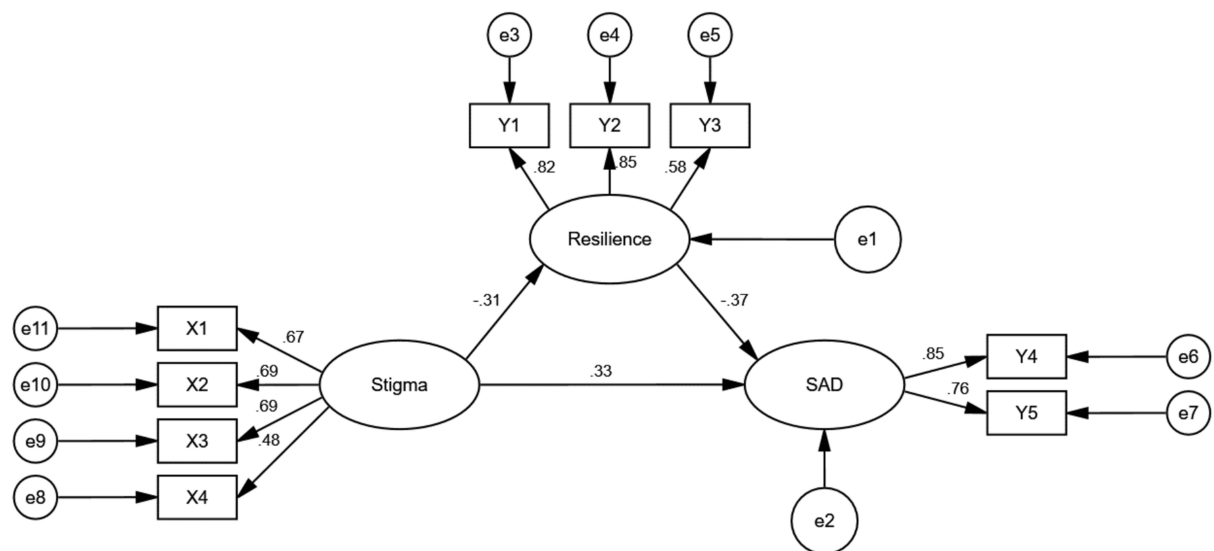 e3
e4
e5
Y1
Y2
Y3
.82
.85
.58
Resilience
e1
-.31
-.37
e11
X1
.67
e10
X2
.69
Stigma
.33
SAD
.85
Y4
e6
.76
Y5
e7
.69
e9
X3
.48
e8
X4
e2